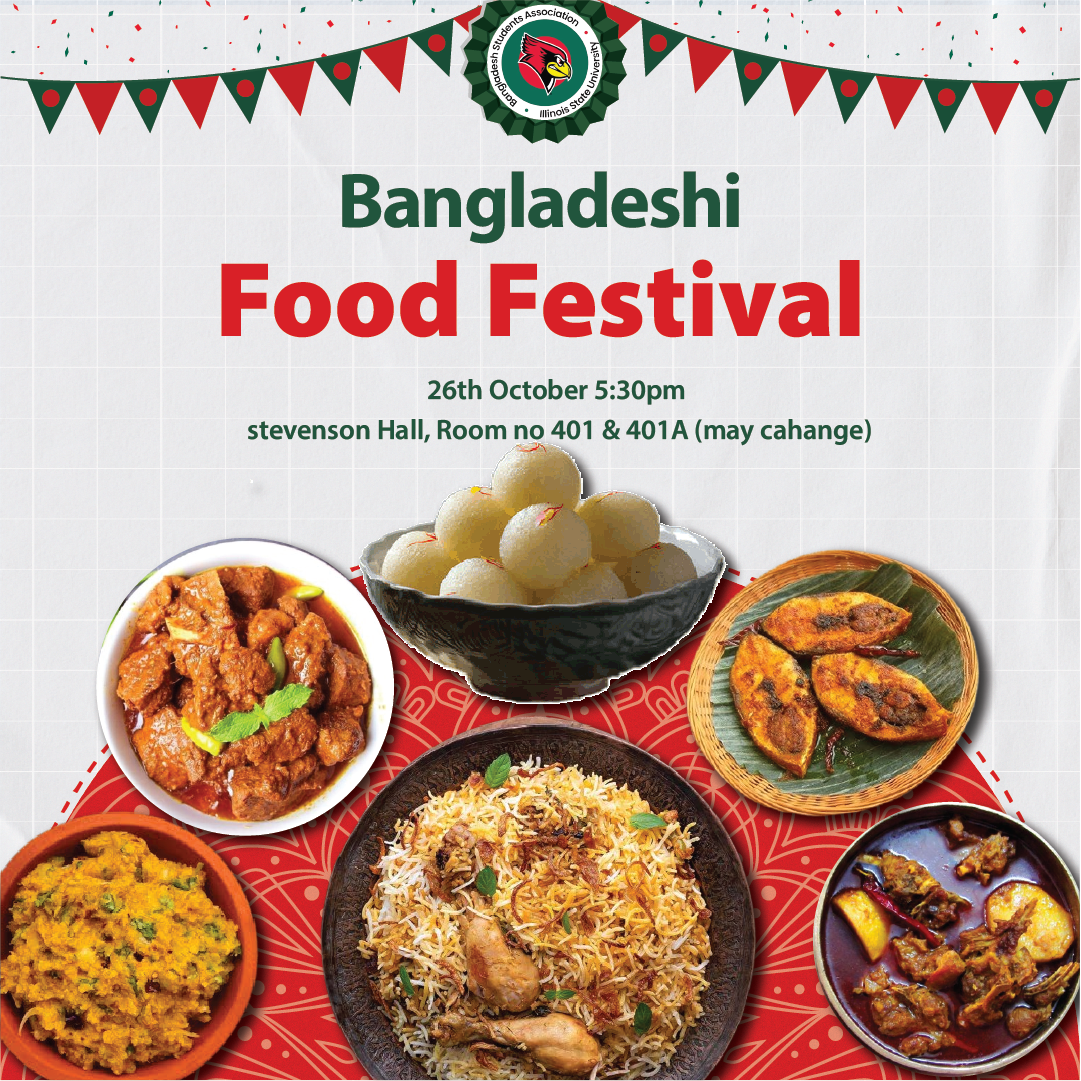 Bangladesh Students Association
Illinois State University
Bangladeshi
Food Festival
26th October 5:30pm
stevenson Hall, Room no 401 & 401A (may cahange)